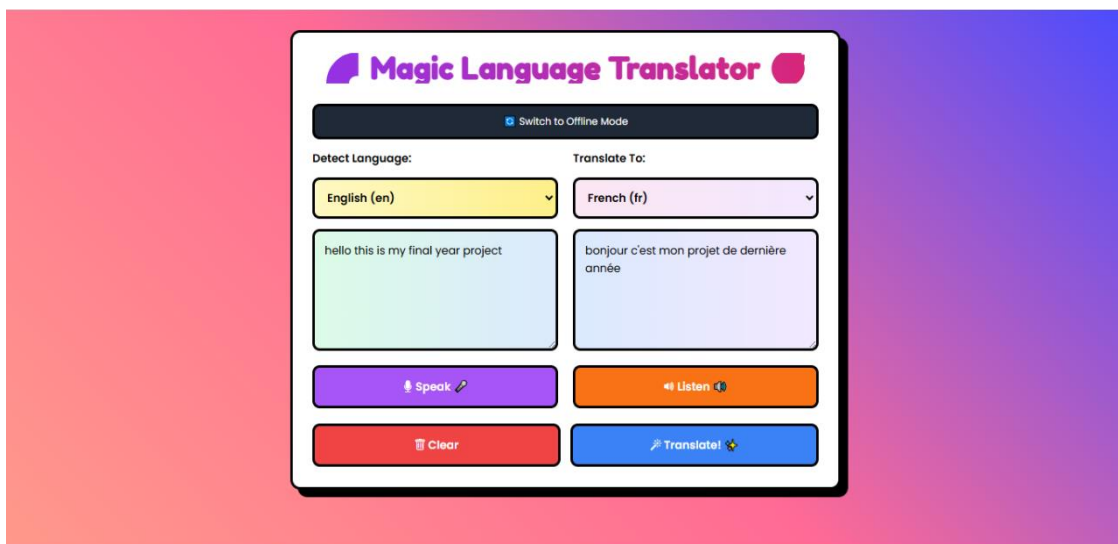 Magic Language Translator
Switch to Offline Mode
Detect Language:
Translate To:
English (en)
French (fr)
hello this is my final year project
bonjour c'est mon projet de dernière
année
Speak
Listen
Clear
Translate!